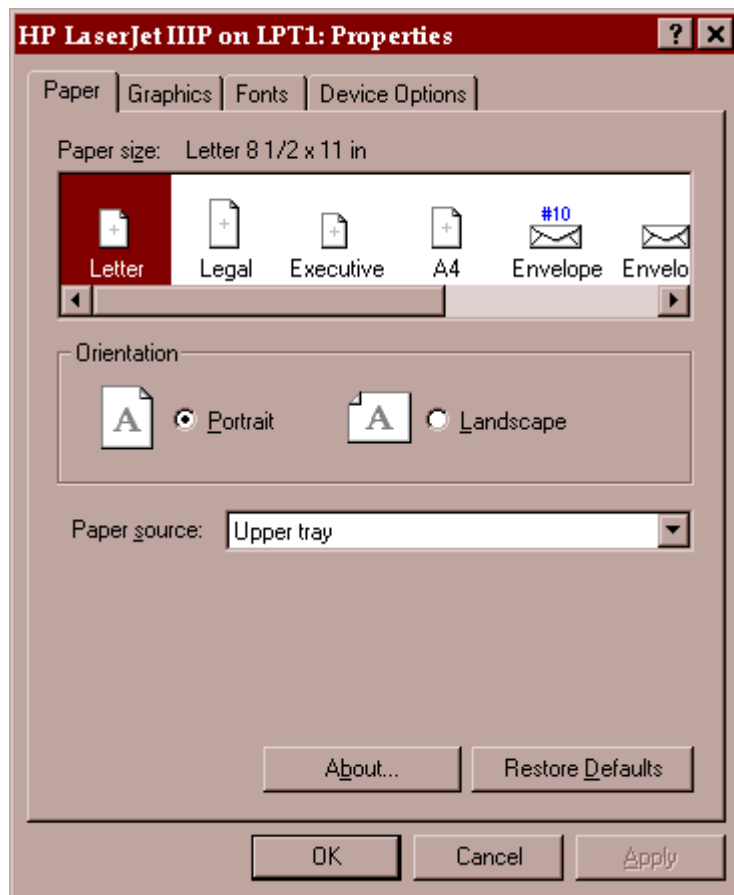 HP LaserJet IIIP on LPT1: Properties
Paper Graphics Fonts Device Options
Paper size: Letter 8 1/2 x 11 in
#10
Letter Legal Executive A4 Envelope Envelo
Orientation
A Portrait A Landscape
Paper source: Upper tray
About... Restore Defaults
OK Cancel Apply